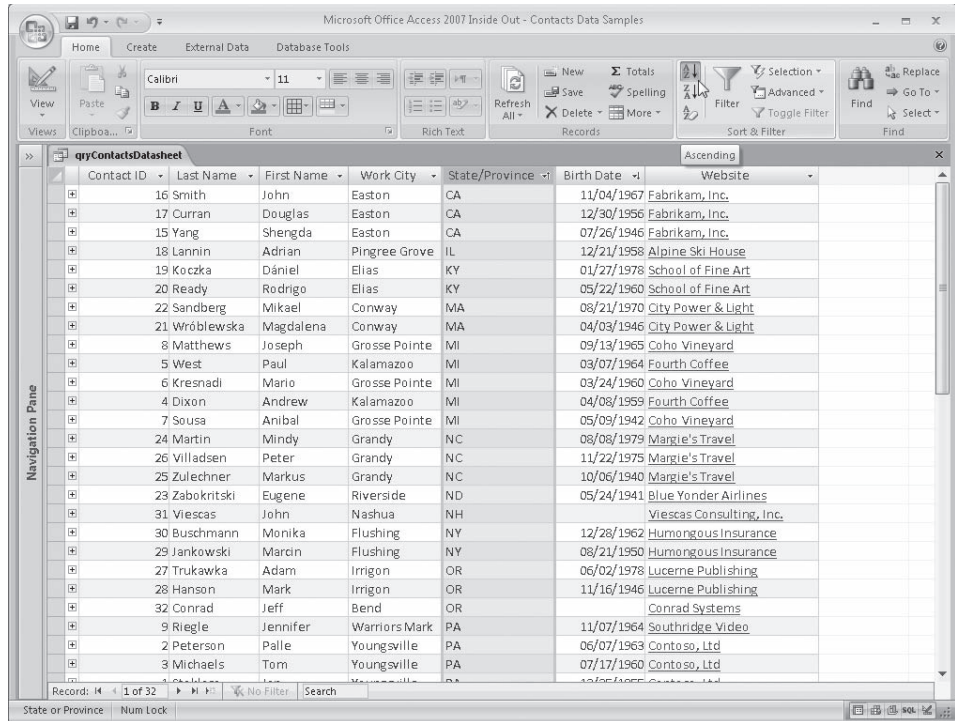 Microsoft Office Access 2007 Inside Out - Contacts Data Samples
Home Create External Data Database Tools
View Paste Calibri 11 Refresh All New Save Delete Totals Spelling More Filter Selection Advanced Toggle Filter Find Replace Go To Select
Views Clipboa... Font Rich Text Records Sort & Filter Find
qryContactsDatasheet Ascending
Contact ID Last Name First Name Work City State/Province Birth Date Website
16 Smith John Easton CA 11/04/1967 Fabrikam, Inc.
17 Curran Douglas Easton CA 12/30/1956 Fabrikam, Inc.
15 Yang Shengda Easton CA 07/26/1946 Fabrikam, Inc.
18 Lannin Adrian Pingree Grove IL 12/21/1958 Alpine Ski House
19 Koczka Dániel Elias KY 01/27/1978 School of Fine Art
20 Ready Rodrigo Elias KY 05/22/1960 School of Fine Art
22 Sandberg Mikael Conway MA 08/21/1970 City Power & Light
21 Wróblewska Magdalena Conway MA 04/03/1946 City Power & Light
8 Matthews Joseph Grosse Pointe MI 09/13/1965 Coho Vineyard
5 West Paul Kalamazoo MI 03/07/1964 Fourth Coffee
6 Kresnadi Mario Grosse Pointe MI 03/24/1960 Coho Vineyard
4 Dixon Andrew Kalamazoo MI 04/08/1959 Fourth Coffee
7 Sousa Anibal Grosse Pointe MI 05/09/1942 Coho Vineyard
24 Martin Mindy Grandy NC 08/08/1979 Margie's Travel
26 Villadsen Peter Grandy NC 11/22/1975 Margie's Travel
25 Zulechner Markus Grandy NC 10/06/1940 Margie's Travel
23 Zabokritski Eugene Riverside ND 05/24/1941 Blue Yonder Airlines
31 Viescas John Nashua NH Viescas Consulting, Inc.
30 Buschmann Monika Flushing NY 12/28/1962 Humongous Insurance
29 Jankowski Marcin Flushing NY 08/21/1950 Humongous Insurance
27 Trukawka Adam Irrigon OR 06/02/1978 Lucerne Publishing
28 Hanson Mark Irrigon OR 11/16/1946 Lucerne Publishing
32 Conrad Jeff Bend OR Conrad Systems
9 Riegle Jennifer Warriors Mark PA 11/07/1964 Southridge Video
2 Peterson Palle Youngsville PA 06/07/1963 Contoso, Ltd
3 Michaels Tom Youngsville PA 07/17/1960 Contoso, Ltd
Navigation Pane
Record: 1 of 32 No Filter Search
State or Province Num Lock SQL